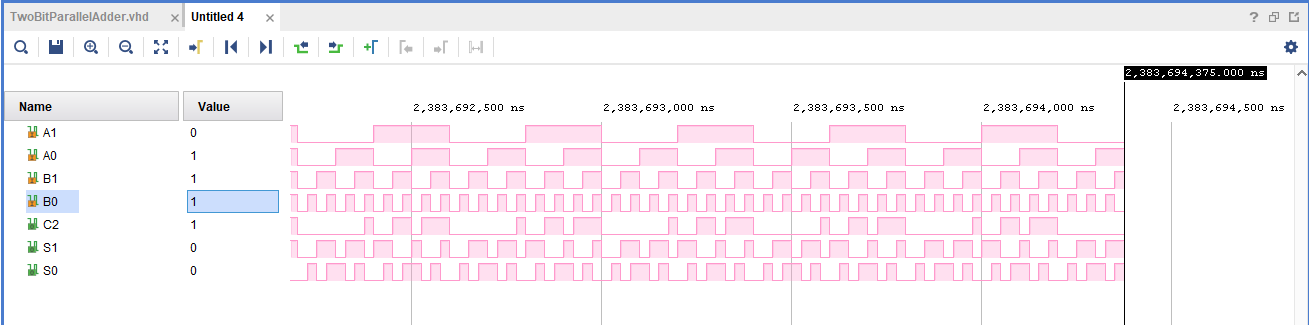 TwoBitParallelAdder.vhd × Untitled 4 ×
?
2,383,694,375.000 ns
Name Value
2,383,692,500 ns 2,383,693,000 ns 2,383,693,500 ns 2,383,694,000 ns 2,383,694,500 ns
A1 0
A0 1
B1 1
B0 1
C2 1
S1 0
S0 0